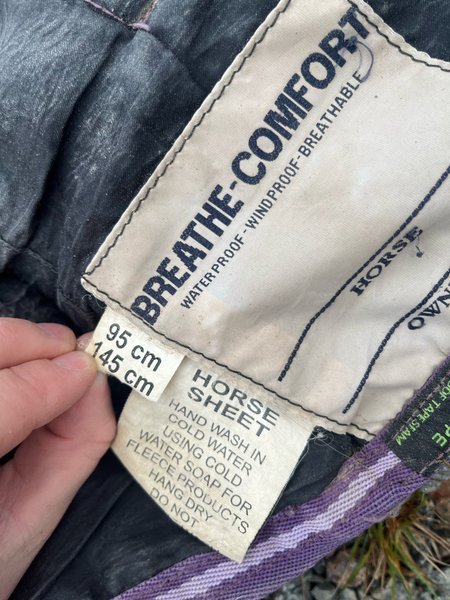 BREATHE-COMFORT
WATERPROOF-WINDPROOF-BREATHABLE
HORSE
95 cm
145 cm
HORSE
SHEET
HAND WASH IN
COLD WATER
USING COLD
WATER SOAP FOR
FLEECE PRODUCTS
HANG DRY
DO NOT